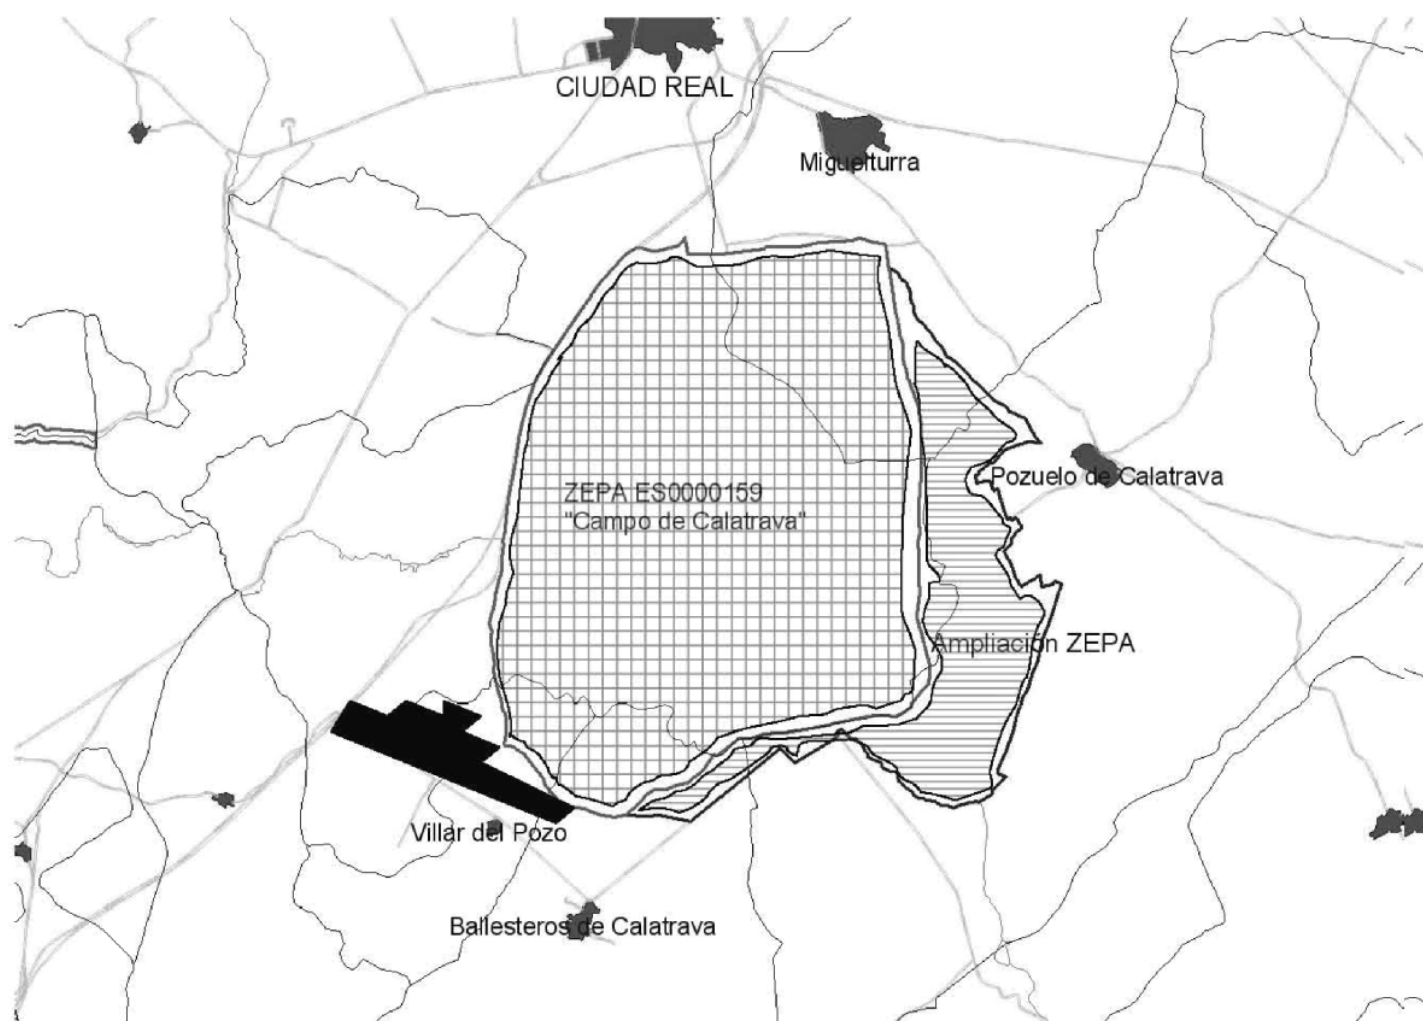 CIUDAD REAL
Miguelturra
Pozuelo de Calatrava
ZEPA ES0000159
"Campo de Calatrava"
Ampliación ZEPA
Villar del Pozo
Ballesteros de Calatrava